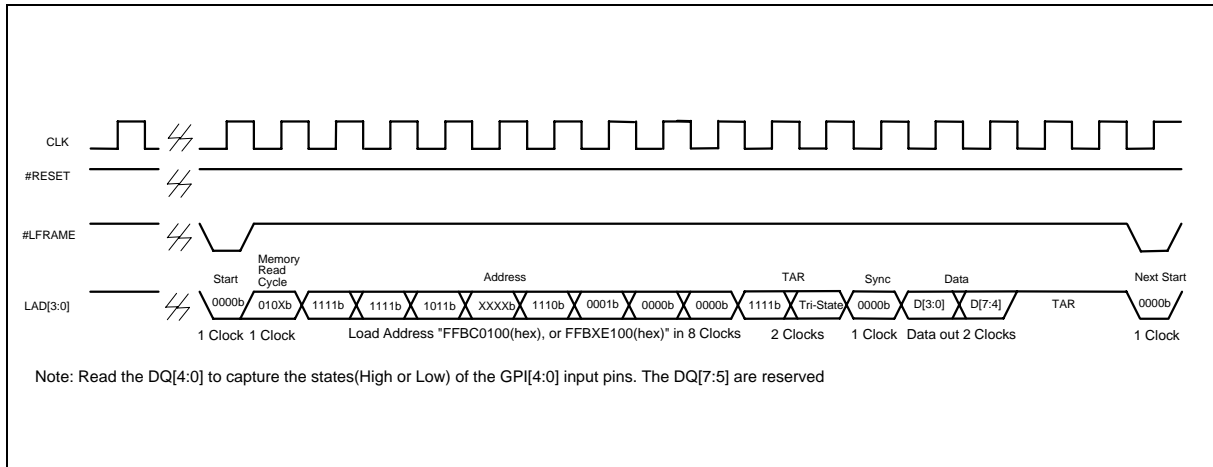 CLK
#RESET
#LFRAME
Memory
Read
Cycle
Start
Address
TAR
Sync
Data
Next Start
LAD[3:0]
0000b
010Xb
1111b
1111b
1011b
XXXXb
1110b
0001b
0000b
0000b
1111b
Tri-State
0000b
D[3:0]
D[7:4]
TAR
0000b
1 Clock
1 Clock
Load Address "FFBC0100(hex), or FFBXE100(hex)" in 8 Clocks
2 Clocks
1 Clock
Data out 2 Clocks
1 Clock
Note: Read the DQ[4:0] to capture the states(High or Low) of the GPI[4:0] input pins. The DQ[7:5] are reserved